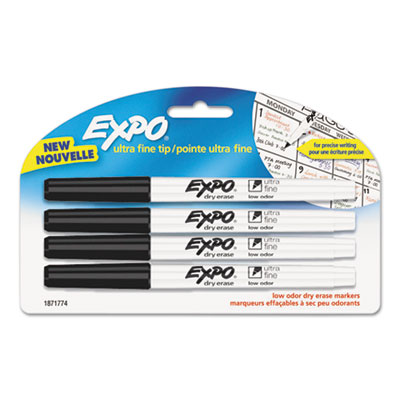 NEW
NOUVELLE
EXPO
ultra fine tip/pointe ultra fine
MONDAY
for precise writing
pour une écriture précise
EXPO
dry erase
ultra
fine
low odor
EXPO
dry erase
ultra
fine
low odor
EXPO
dry erase
ultra
fine
low odor
EXPO
dry erase
ultra
fine
low odor
1871774
low odor dry erase markers
marqueurs effaçables à sec peu odorants